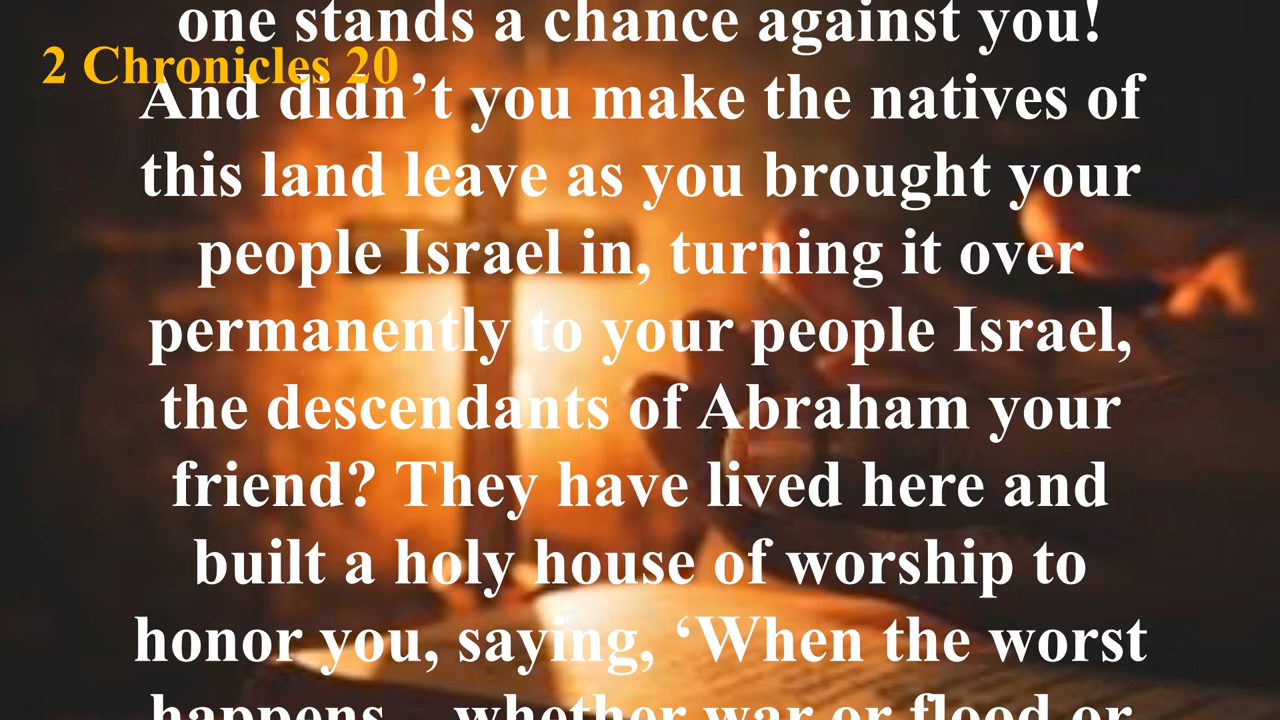 one stands a chance against you!
2 Chronicles 20
And didn’t you make the natives of
this land leave as you brought your
people Israel in, turning it over
permanently to your people Israel,
the descendants of Abraham your
friend? They have lived here and
built a holy house of worship to
honor you, saying, ‘When the worst
happens—whether war or flood or